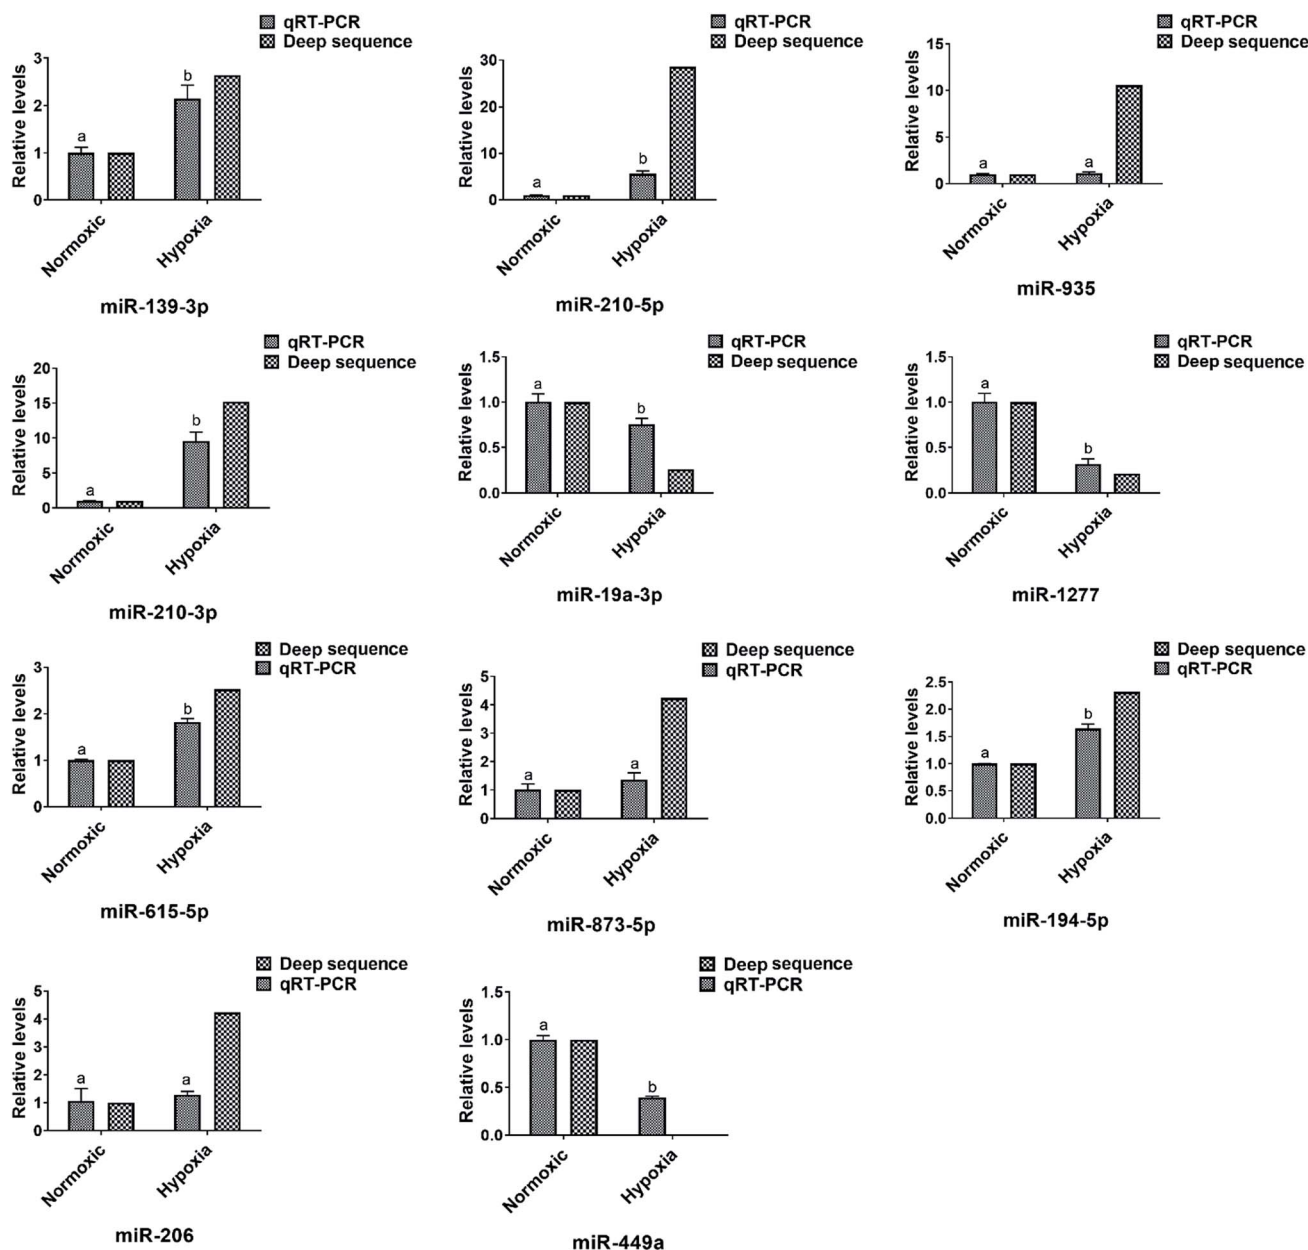 qRT-PCR
Deep sequence
Relative levels
3
2
1
0
a
b
Normoxic
Hypoxia
miR-139-3p
qRT-PCR
Deep sequence
Relative levels
30
20
10
0
a
b
Normoxic
Hypoxia
miR-210-5p
qRT-PCR
Deep sequence
Relative levels
15
10
5
0
a
a
Normoxic
Hypoxia
miR-935
qRT-PCR
Deep sequence
Relative levels
20
15
10
5
0
a
b
Normoxic
Hypoxia
miR-210-3p
qRT-PCR
Deep sequence
Relative levels
1.5
1.0
0.5
0.0
a
b
Normoxic
Hypoxia
miR-19a-3p
qRT-PCR
Deep sequence
Relative levels
1.5
1.0
0.5
0.0
a
b
Normoxic
Hypoxia
miR-1277
Deep sequence
qRT-PCR
Relative levels
3
2
1
0
a
b
Normoxic
Hypoxia
miR-615-5p
Deep sequence
qRT-PCR
Relative levels
5
4
3
2
1
0
a
a
Normoxic
Hypoxia
miR-873-5p
Deep sequence
qRT-PCR
Relative levels
2.5
2.0
1.5
1.0
0.5
0.0
a
b
Normoxic
Hypoxia
miR-194-5p
Deep sequence
qRT-PCR
Relative levels
5
4
3
2
1
0
a
a
Normoxic
Hypoxia
miR-206
Deep sequence
qRT-PCR
Relative levels
1.5
1.0
0.5
0.0
a
b
Normoxic
Hypoxia
miR-449a